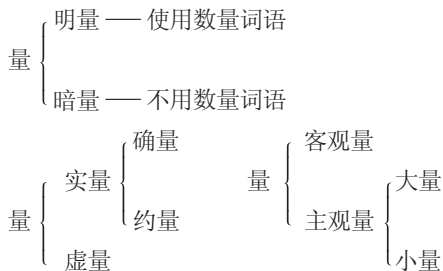 明量 — 使用数量词语
量
暗量 — 不用数量词语
确量
实量
量
约量
虚量
客观量
量
大量
主观量
小量